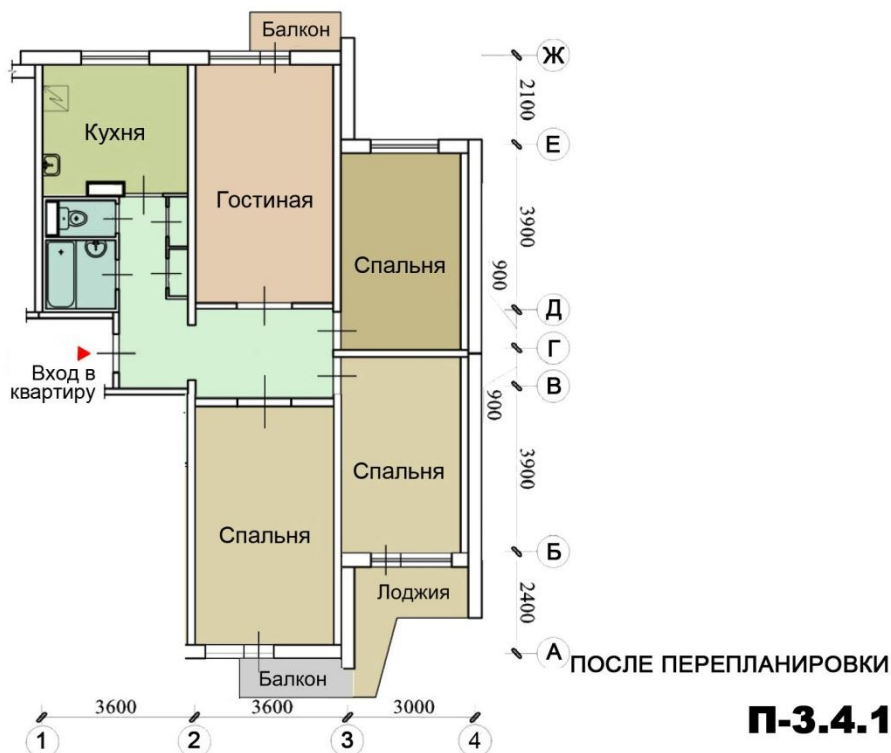 Балкон
Ж
2100
Е
Кухня
Гостиная
3900
Спальня
900
Д
Г
Вход в
квартиру
В
900
Спальня
3900
Спальня
Б
Лоджия
2400
А
ПОСЛЕ ПЕРЕПЛАНИРОВКИ
Балкон
3600
3600
3000
П-3.4.1
1
2
3
4